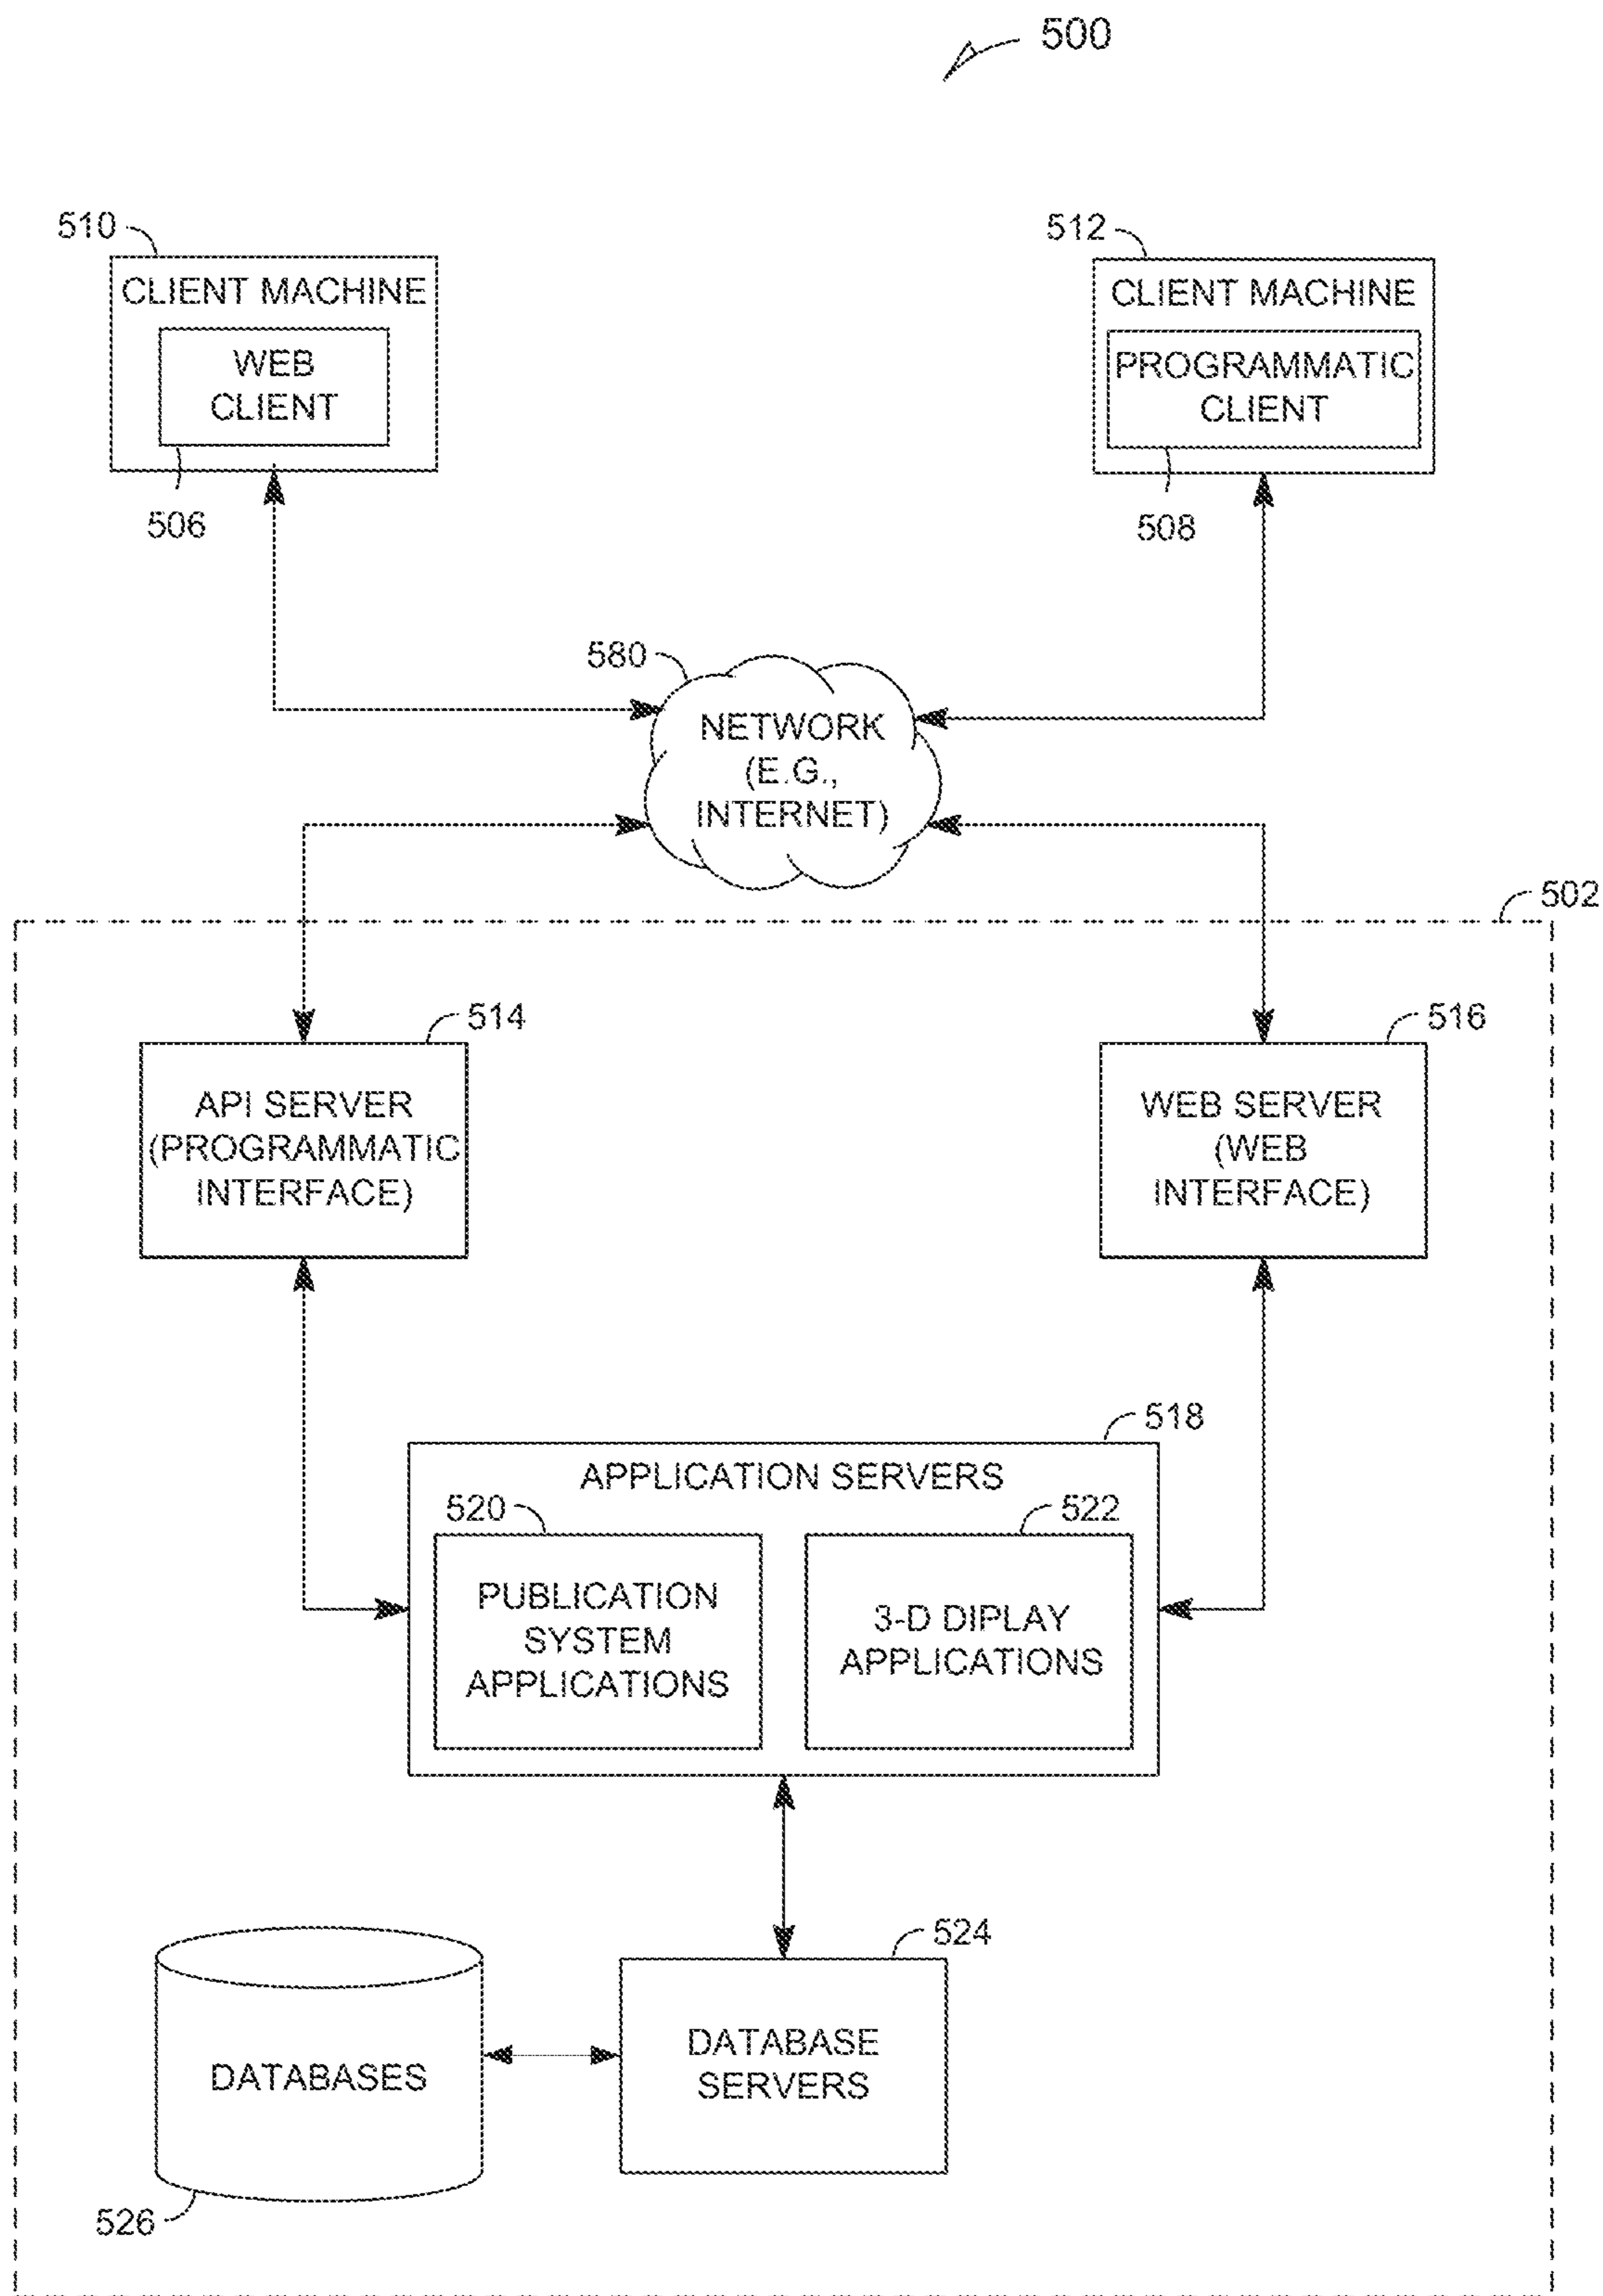 500
510
CLIENT MACHINE
WEB
CLIENT
506
512
CLIENT MACHINE
PROGRAMMATIC
CLIENT
508
580
NETWORK
(E.G.,
INTERNET)
502
514
API SERVER
(PROGRAMMATIC
INTERFACE)
516
WEB SERVER
(WEB
INTERFACE)
518
APPLICATION SERVERS
520
PUBLICATION
SYSTEM
APPLICATIONS
522
3-D DIPLAY
APPLICATIONS
524
DATABASE
SERVERS
DATABASES
526